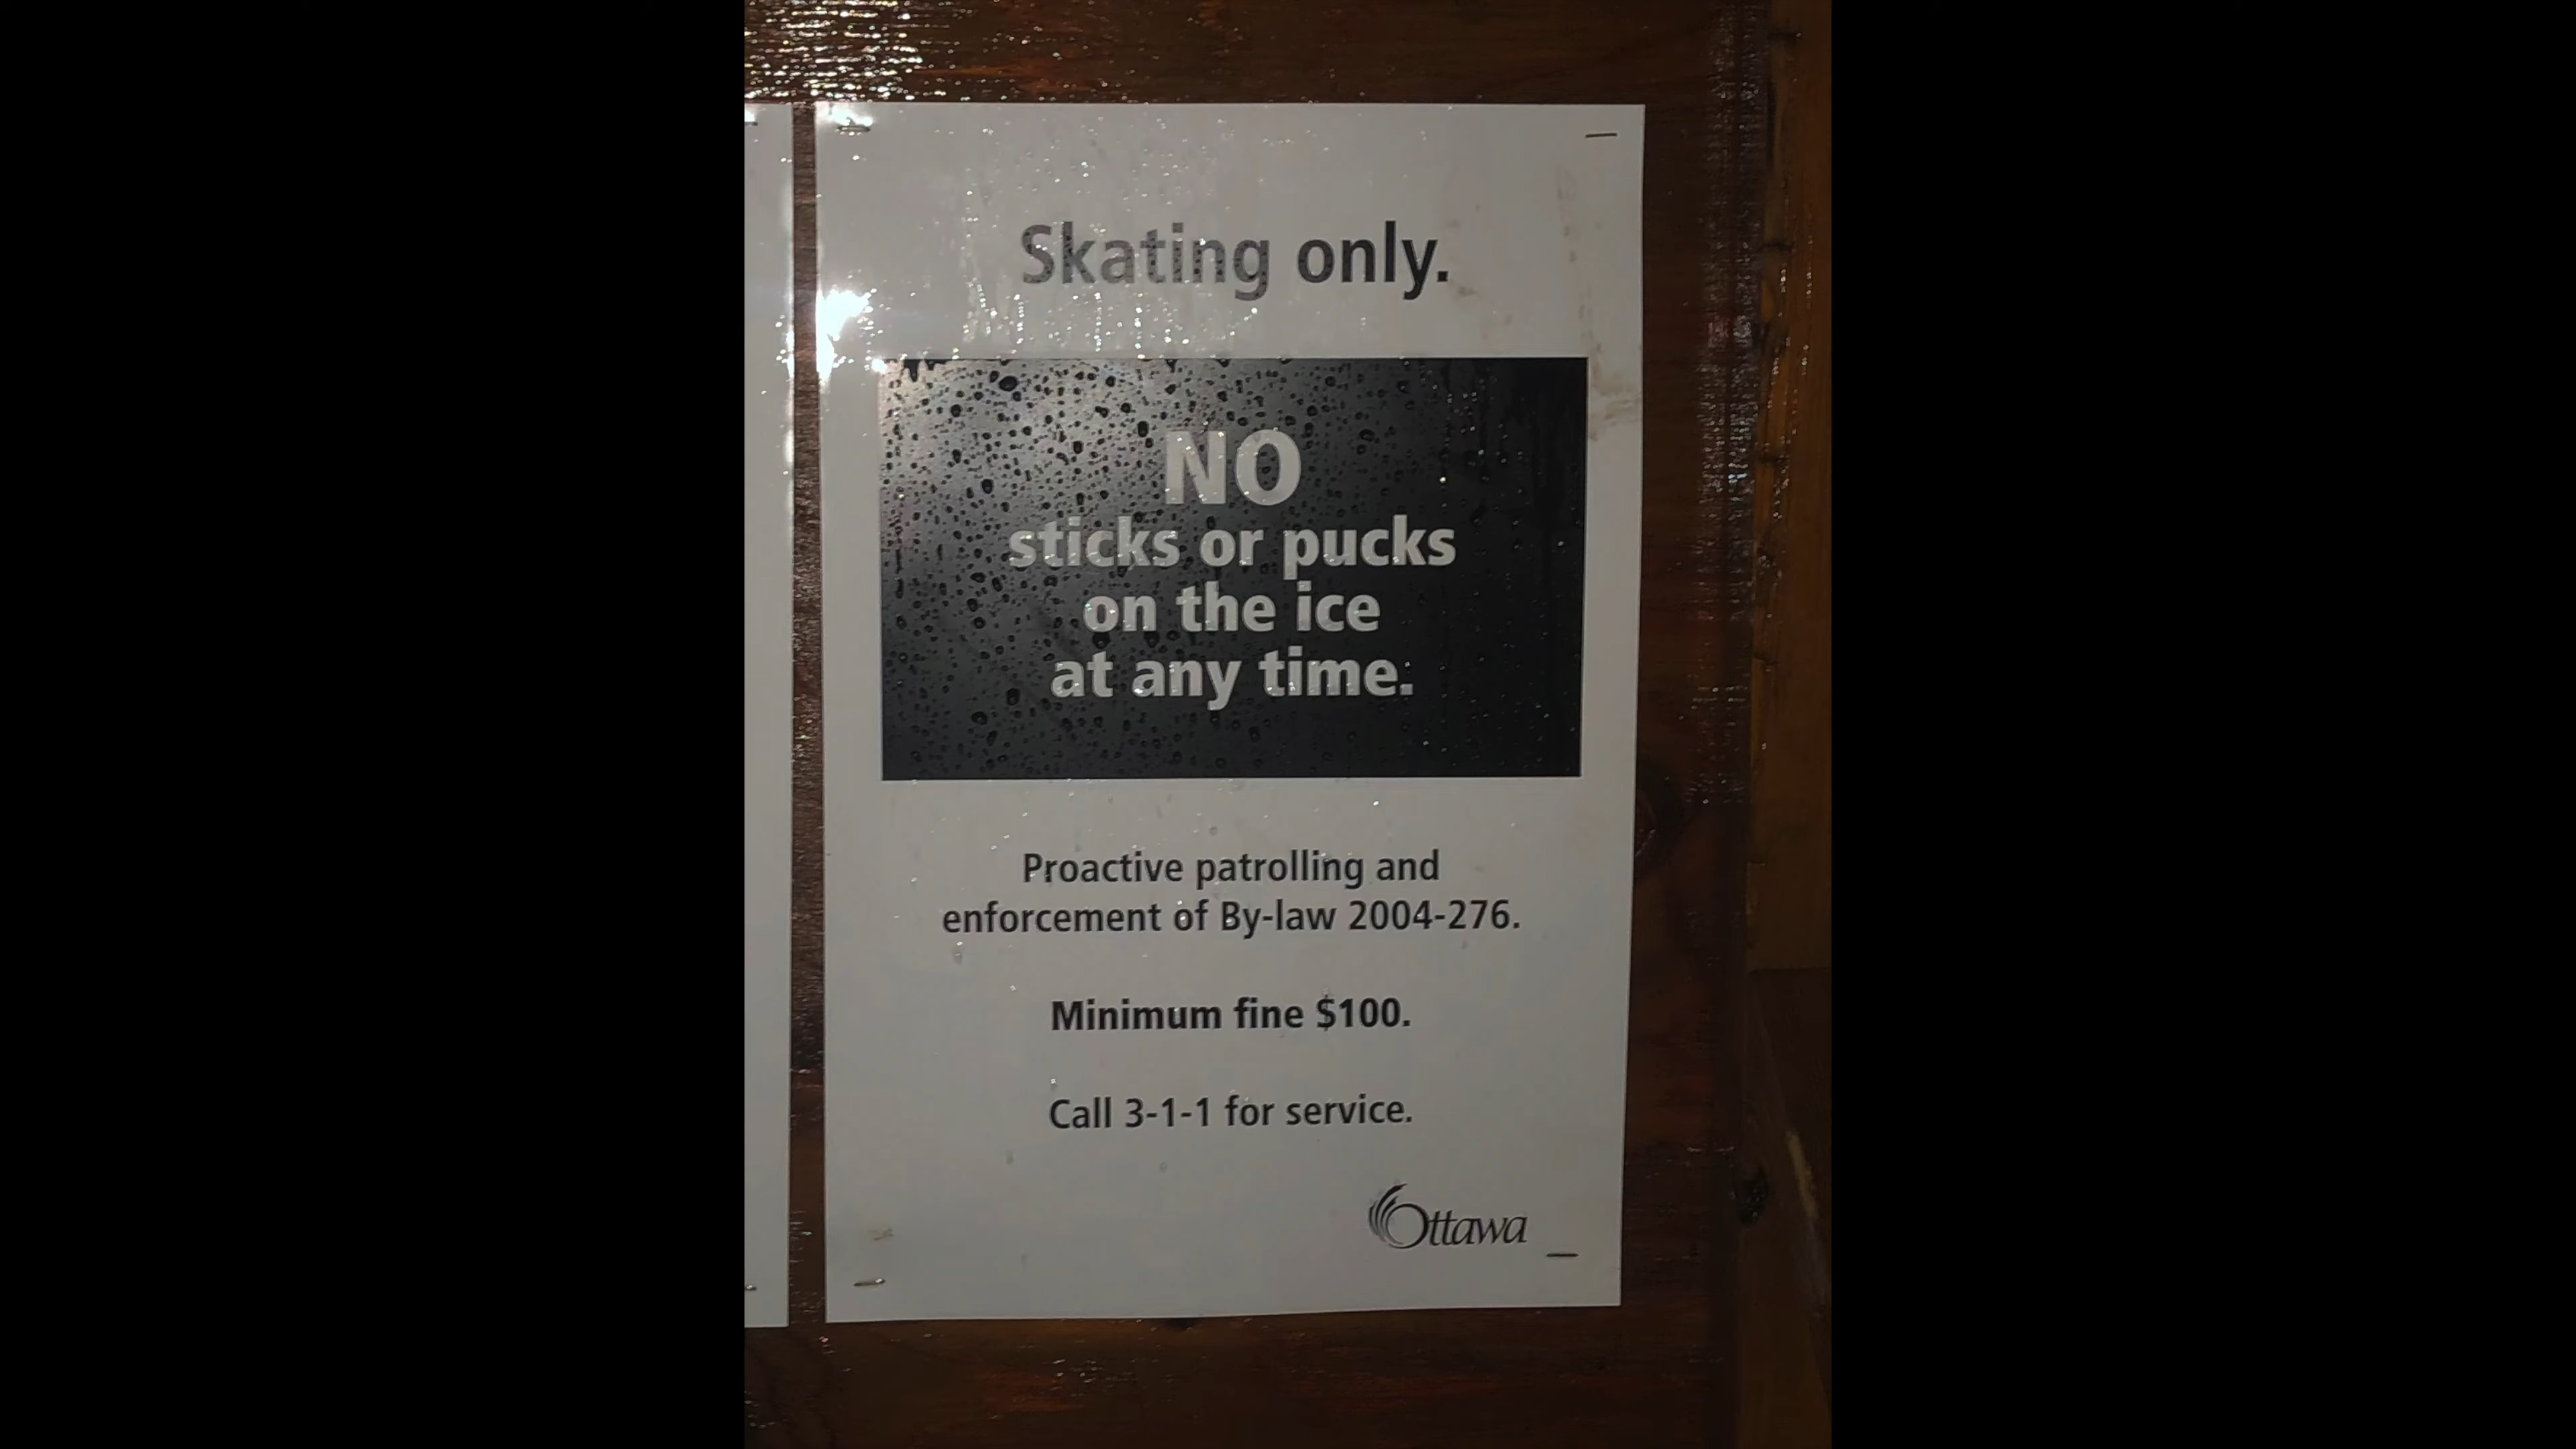 Skating only.
NO
sticks or pucks
on the ice
at any time.
Proactive patrolling and
enforcement of By-law 2004-276.
Minimum fine $100.
Call 3-1-1 for service.
Ottawa